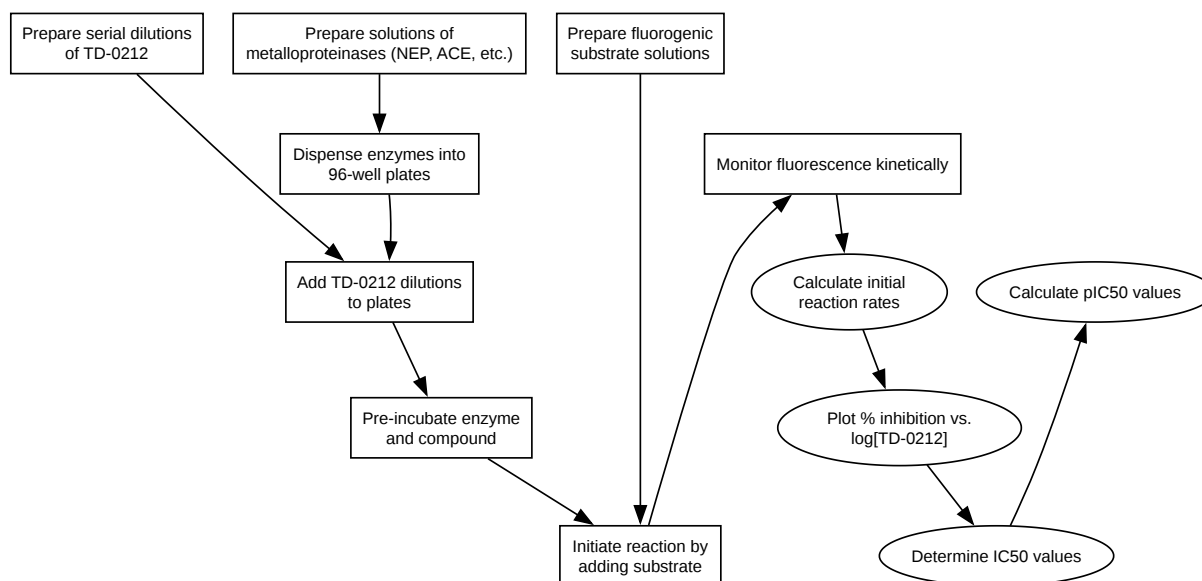 Prepare serial dilutions
of TD-0212
Prepare solutions of
metalloproteinases (NEP, ACE, etc.)
Prepare fluorogenic
substrate solutions
Dispense enzymes into
96-well plates
Monitor fluorescence kinetically
Add TD-0212 dilutions
to plates
Calculate initial
reaction rates
Calculate pIC50 values
Pre-incubate enzyme
and compound
Plot % inhibition vs.
log[TD-0212]
Initiate reaction by
adding substrate
Determine IC50 values